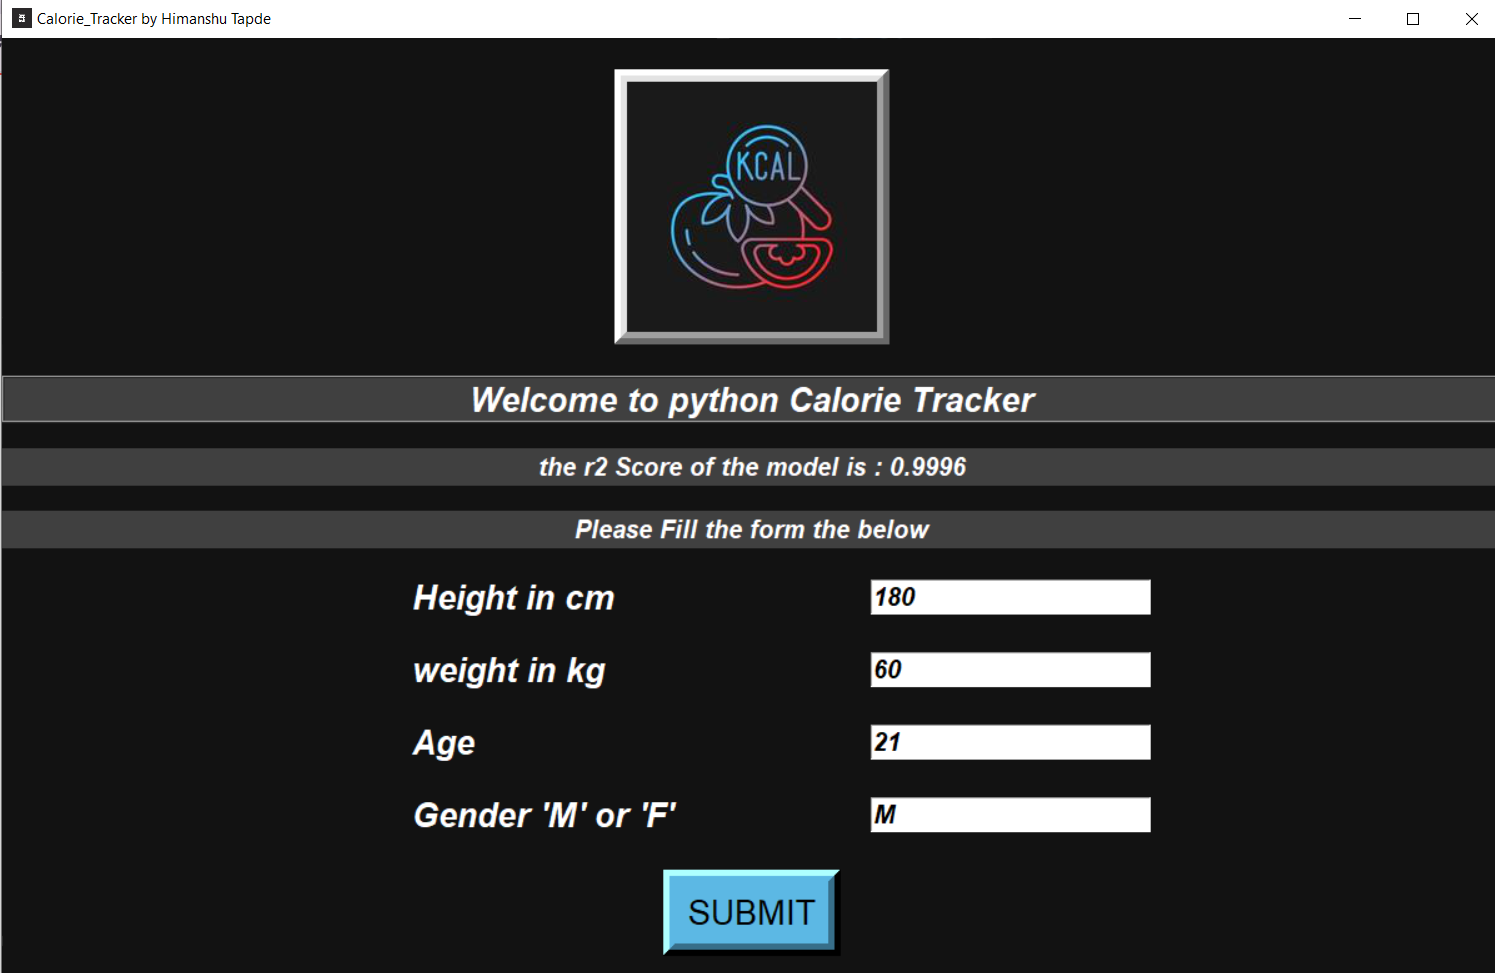 Calorie_Tracker by Himanshu Tapde
KCAL
Welcome to python Calorie Tracker
the r2 Score of the model is : 0.9996
Please Fill the form the below
Height in cm 180
weight in kg 60
Age 21
Gender 'M' or 'F' M
SUBMIT